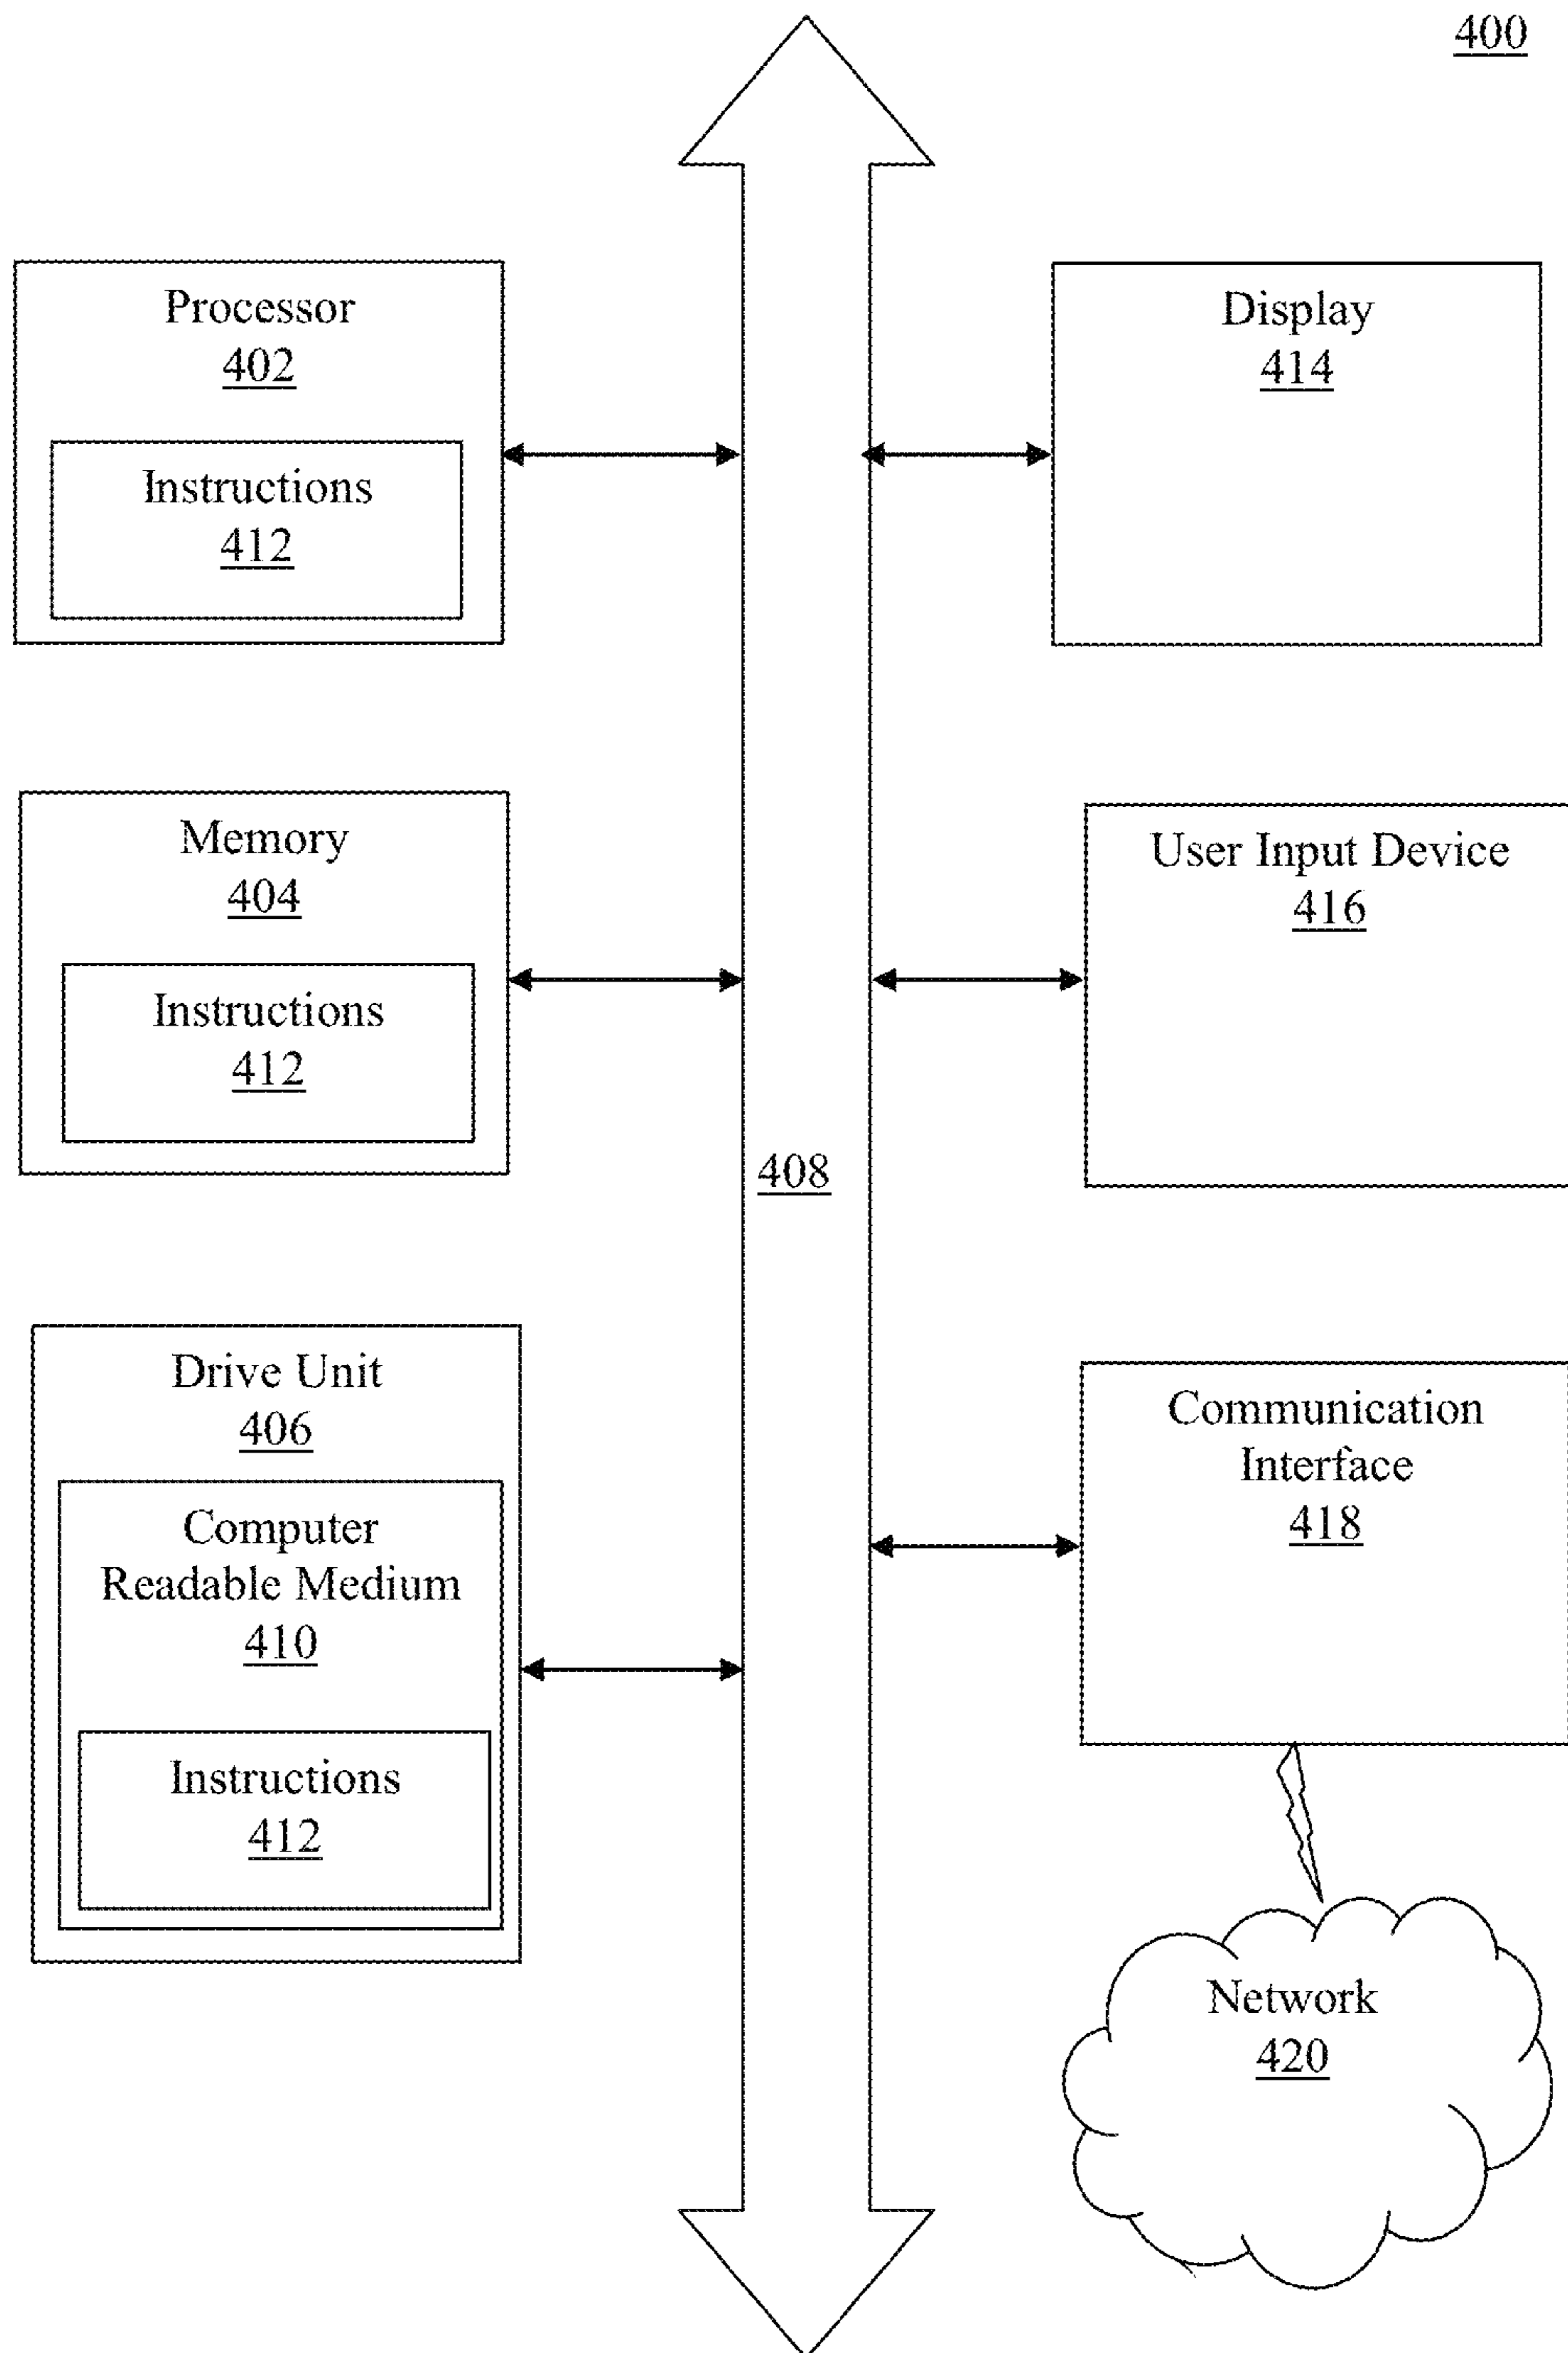 400
Processor
402
Instructions
412
Display
414
Memory
404
Instructions
412
User Input Device
416
408
Drive Unit
406
Computer
Readable Medium
410
Instructions
412
Communication
Interface
418
Network
420